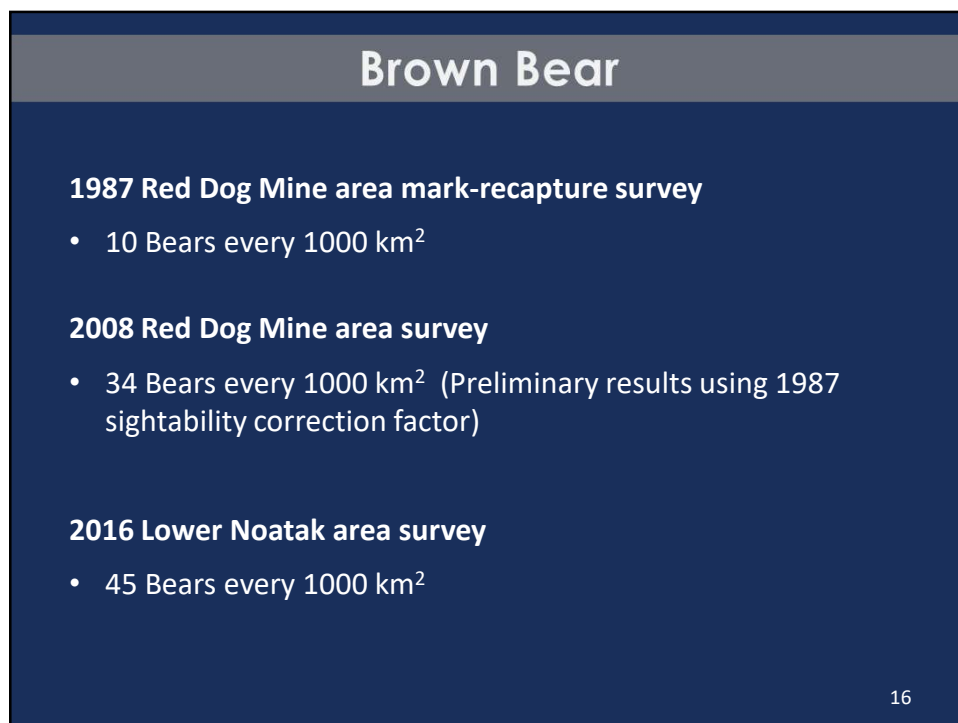 Brown Bear
1987 Red Dog Mine area mark-recapture survey
• 10 Bears every 1000 km²
2008 Red Dog Mine area survey
• 34 Bears every 1000 km² (Preliminary results using 1987
sightability correction factor)
2016 Lower Noatak area survey
• 45 Bears every 1000 km²
16